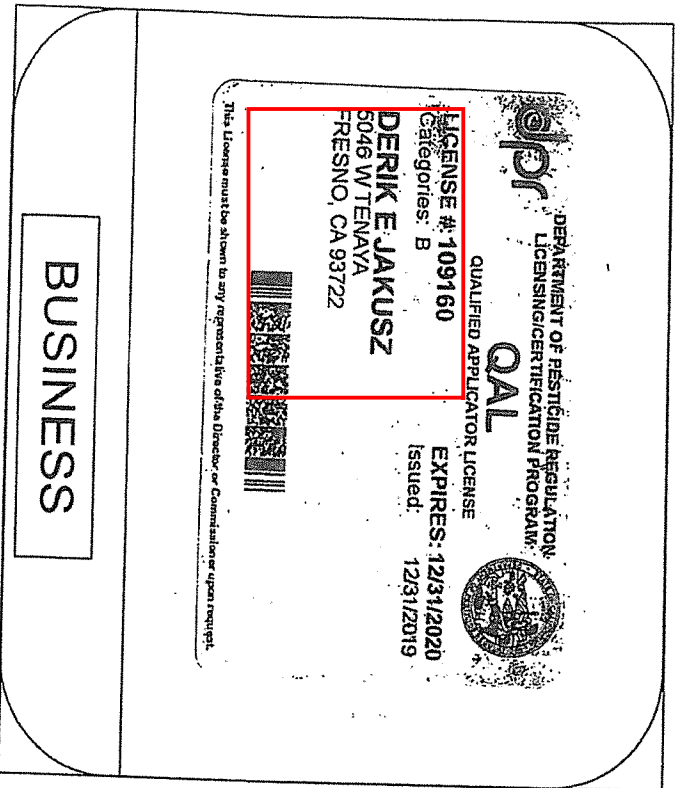 dpr
DEPARTMENT OF PESTICIDE REGULATION
LICENSING/CERTIFICATION PROGRAM
QAL
QUALIFIED APPLICATOR LICENSE
LICENSE # 109160
EXPIRES: 12/31/2020
Categories: B
Issued: 12/31/2019
DERIK E JAKUSZ
5046 W TENAYA
FRESNO, CA 93722
This License must be shown to any representative of the Director or Commissioner upon request.
BUSINESS